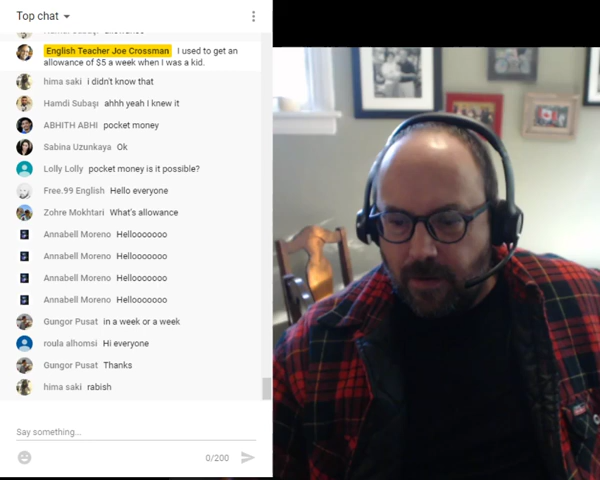 Top chat
English Teacher Joe Crossman I used to get an
allowance of $5 a week when I was a kid.
hima saki i didn't know that
Hamdi Subaşı ahhh yeah I knew it
ABHITH ABHI pocket money
Sabina Uzunkaya Ok
Lolly Lolly pocket money is it possible?
Free.99 English Hello everyone
Zohre Mokhtari What's allowance
Annabell Moreno Hellooooooo
Annabell Moreno Hellooooooo
Annabell Moreno Hellooooooo
Annabell Moreno Hellooooooo
Gungor Pusat in a week or a week
roula alhomsi Hi everyone
Gungor Pusat Thanks
hima saki rabish
Say something...
0/200